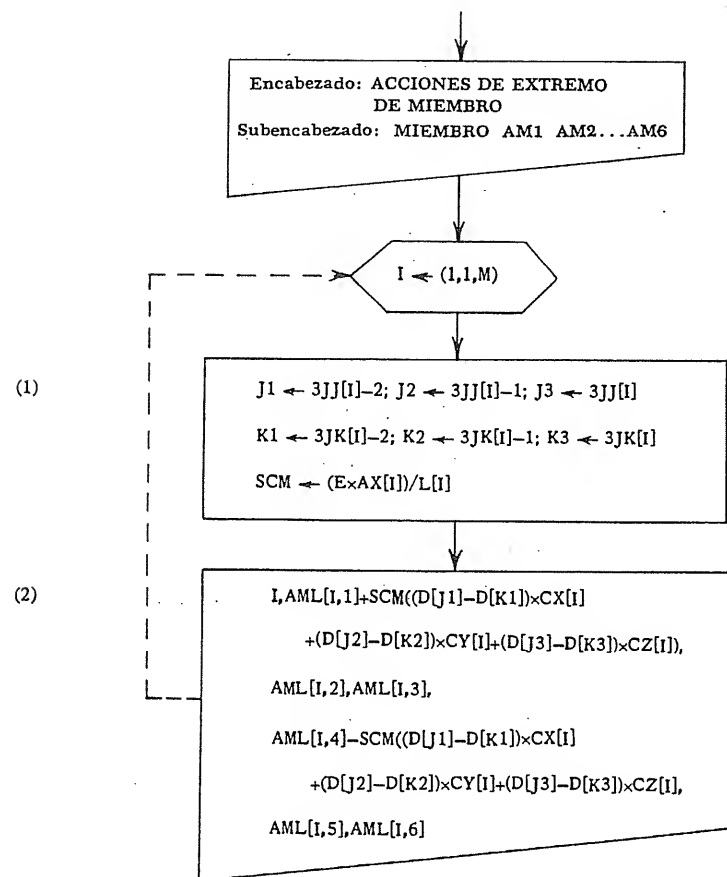 Encabezado: ACCIONES DE EXTREMO
DE MIEMBRO
Subencabezado: MIEMBRO AM1 AM2...AM6
I ← (1,1,M)
(1)
J1 ← 3JJ[I]−2; J2 ← 3JJ[I]−1; J3 ← 3JJ[I]
K1 ← 3JK[I]−2; K2 ← 3JK[I]−1; K3 ← 3JK[I]
SCM ← (E×AX[I])/L[I]
(2)
I,AML[I,1]+SCM((D[J1]−D[K1])×CX[I]
+(D[J2]−D[K2])×CY[I]+(D[J3]−D[K3])×CZ[I]),
AML[I,2],AML[I,3],
AML[I,4]−SCM((D[J1]−D[K1])×CX[I]
+(D[J2]−D[K2])×CY[I]+(D[J3]−D[K3])×CZ[I],
AML[I,5],AML[I,6]